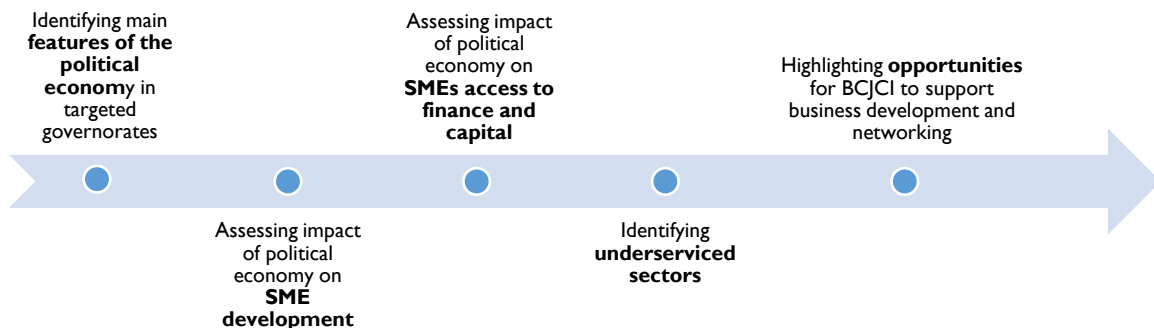 Identifying main
features of the
political
economy in
targeted
governorates
Assessing impact
of political
economy on
SME
development
Assessing impact
of political
economy on
SMEs access to
finance and
capital
Identifying
underserviced
sectors
Highlighting opportunities
for BCJCI to support
business development and
networking